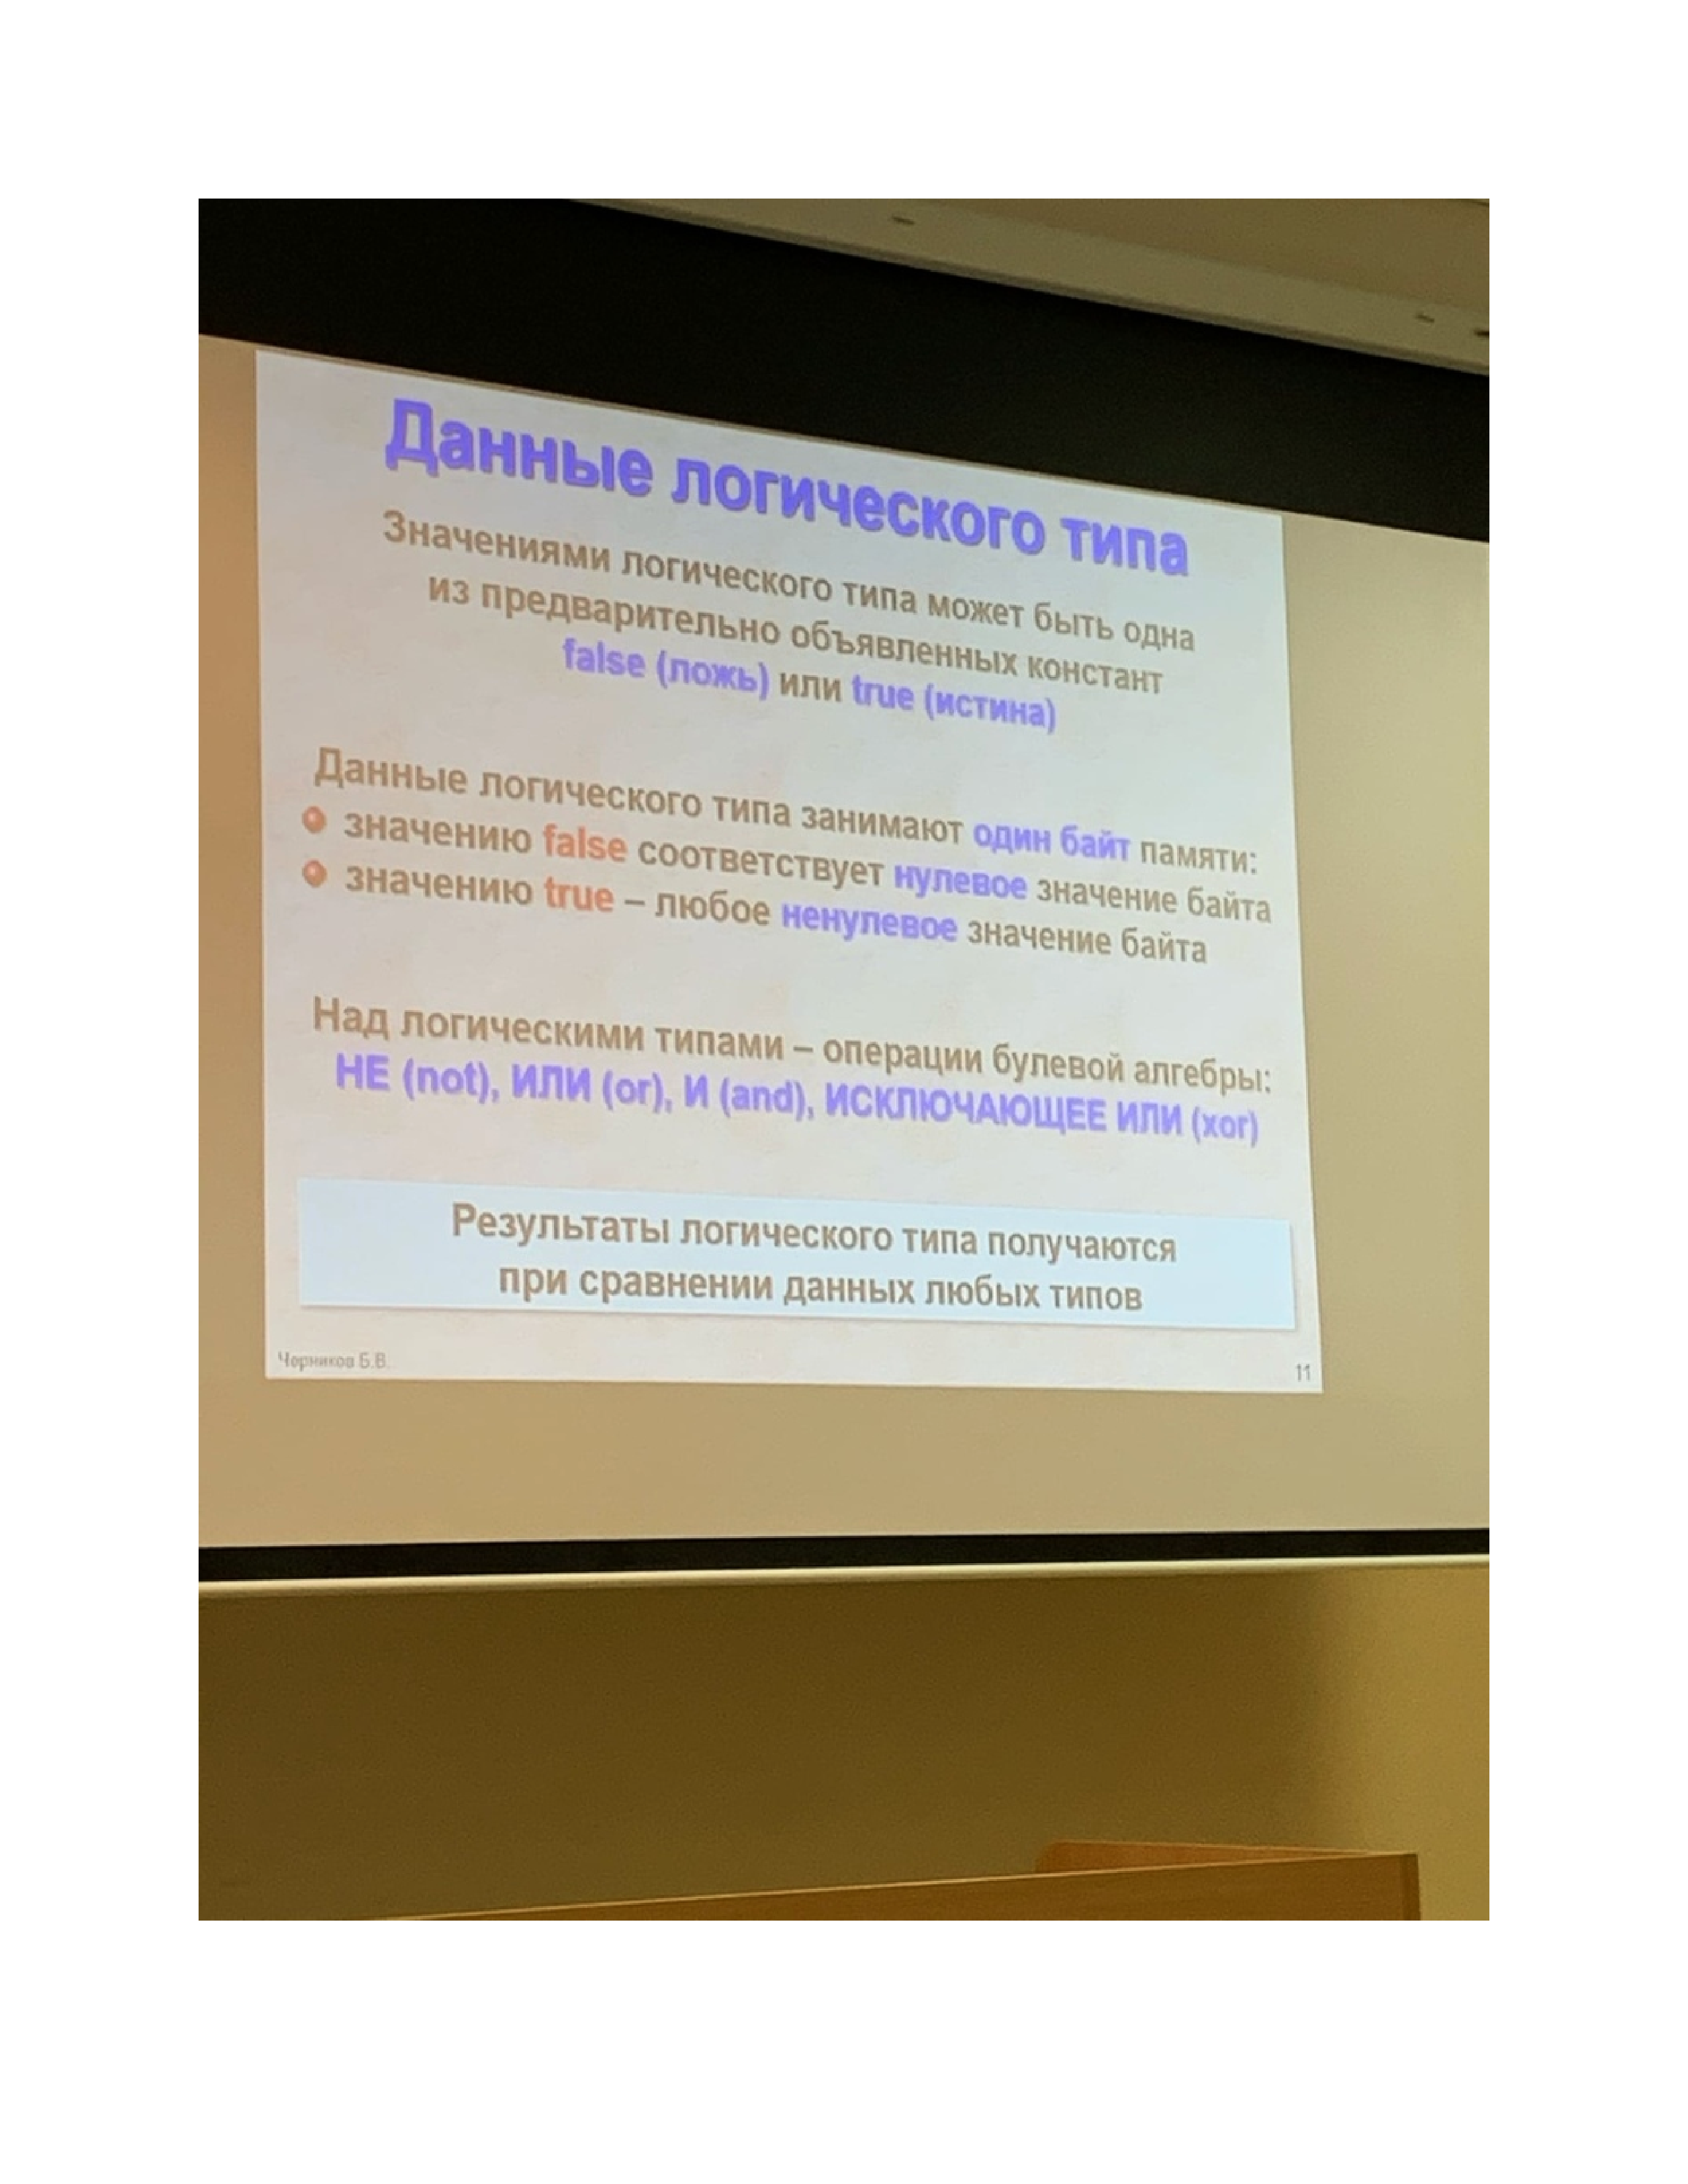 Данные логического типа
Значениями логического типа может быть одна
из предварительно объявленных констант
false (ложь) или true (истина)
Данные логического типа занимают один байт памяти:
значению false соответствует нулевое значение байта
значению true – любое ненулевое значение байта
Над логическими типами – операции булевой алгебры:
НЕ (not), ИЛИ (or), И (and), ИСКЛЮЧАЮЩЕЕ ИЛИ (xor)
Результаты логического типа получаются
при сравнении данных любых типов
Черников Б.В.
11